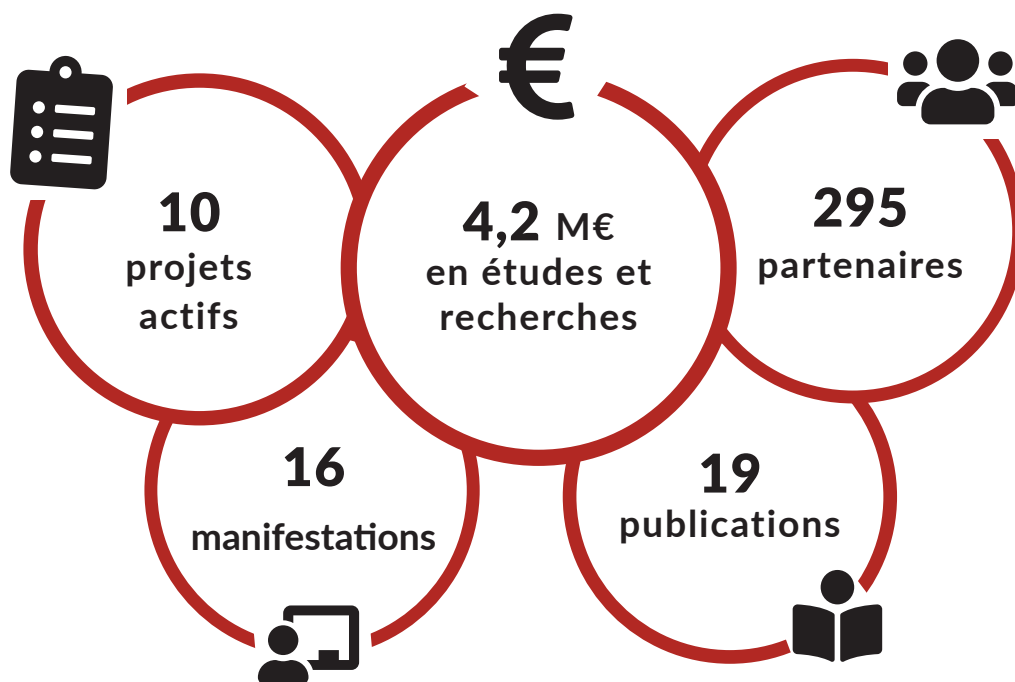 10
projets
actifs
4,2 M€
en études et
recherches
295
partenaires
16
manifestations
19
publications